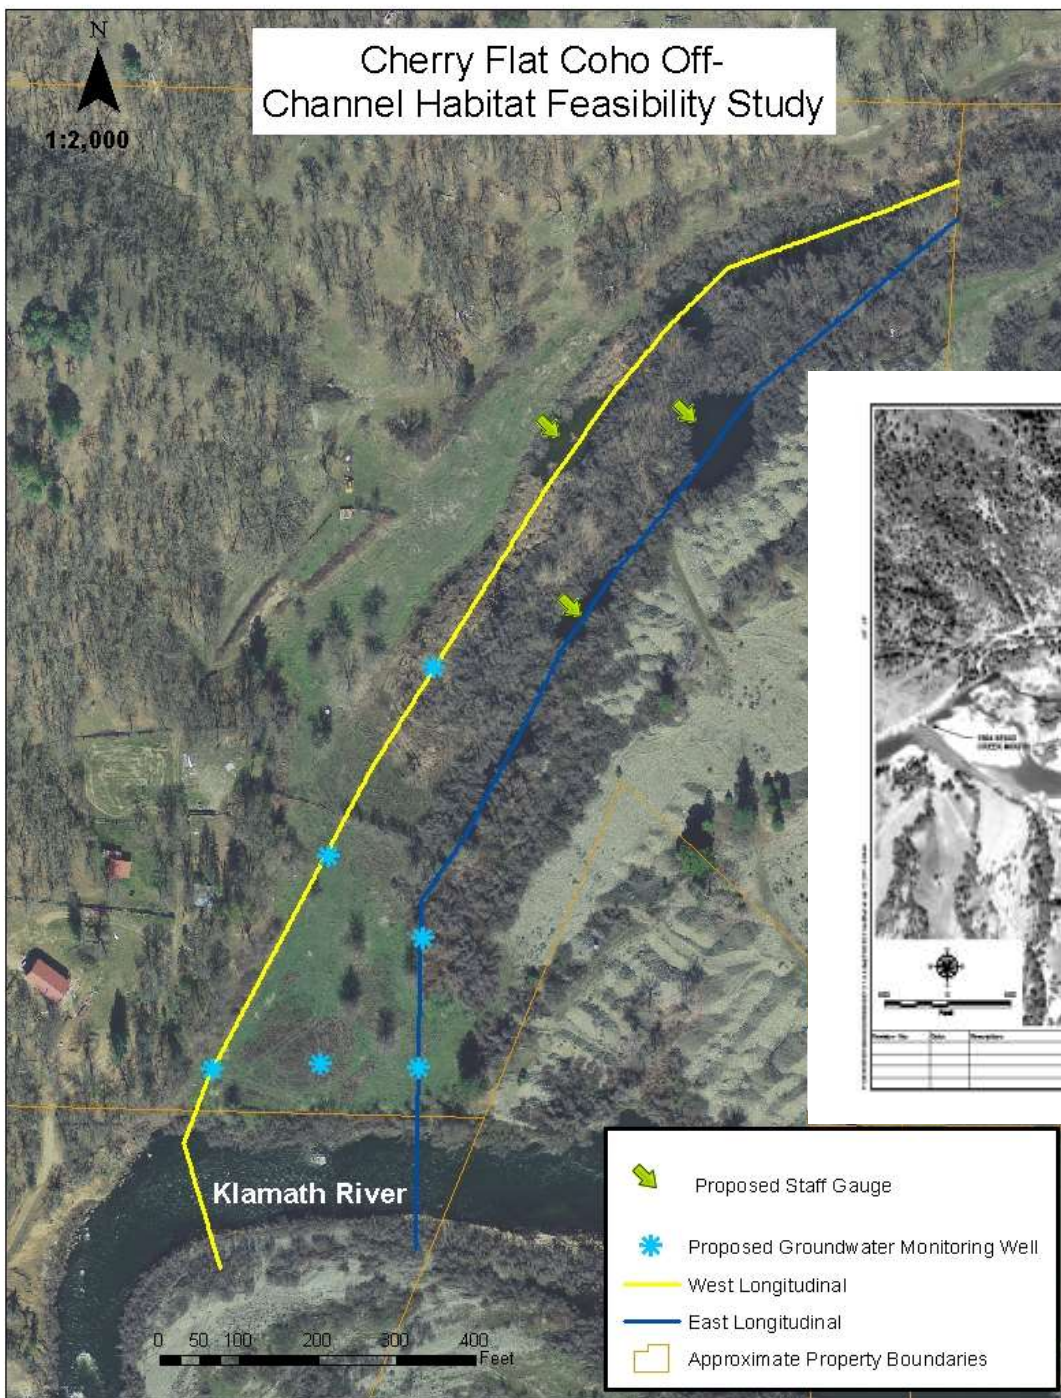 N
1:2,000
Cherry Flat Coho Off-
Channel Habitat Feasibility Study
Klamath River
0 50 100 200 300 400
Feet
Proposed Staff Gauge
Proposed Groundwater Monitoring Well
West Longitudinal
East Longitudinal
Approximate Property Boundaries